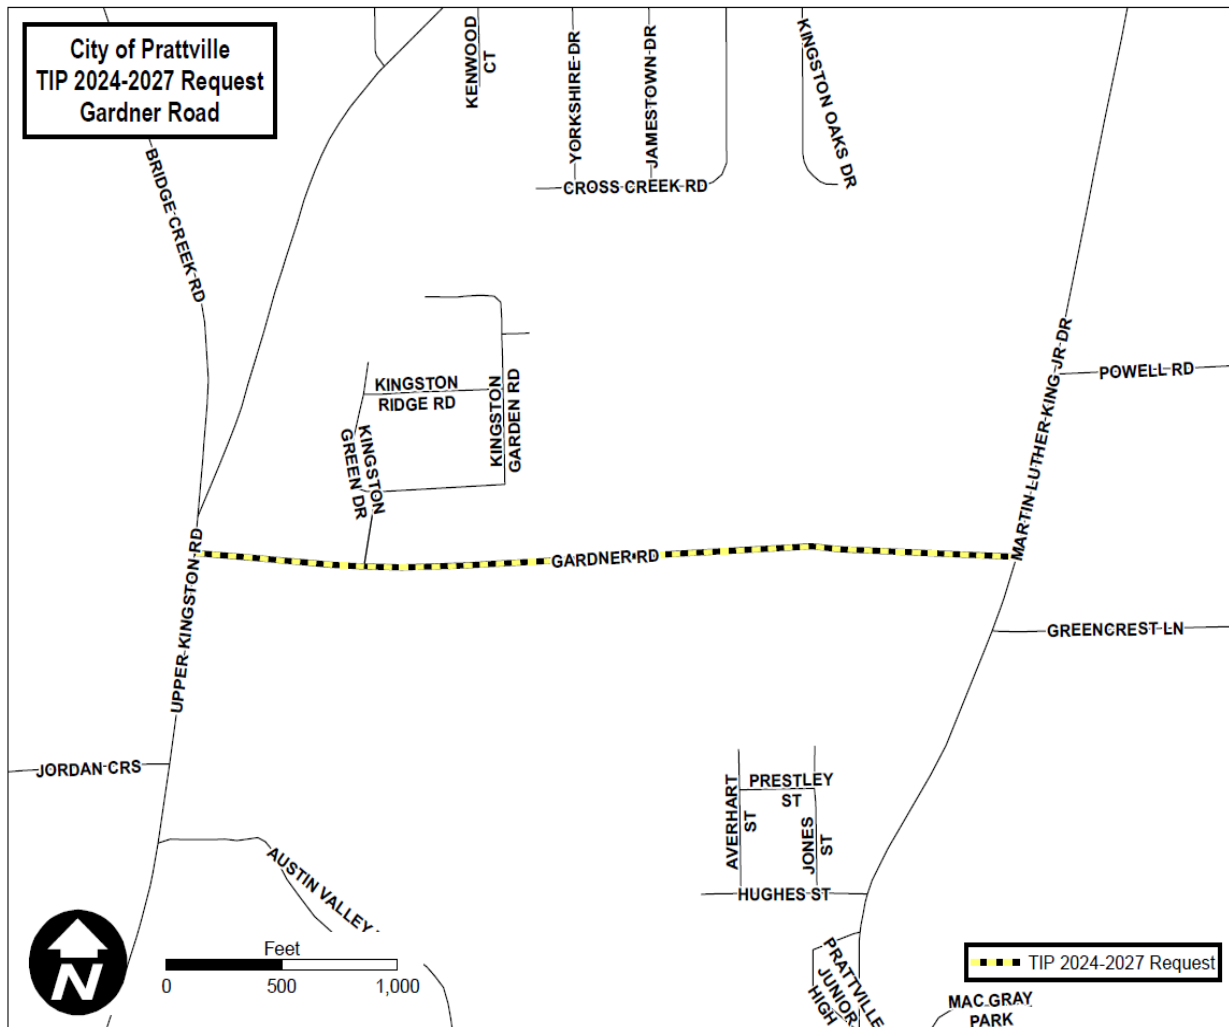 City of Prattville
TIP 2024-2027 Request
Gardner Road
KENWOOD
CT
YORKSHIRE DR
JAMESTOWN DR
KINGSTON OAKS DR
CROSS CREEK RD
BRIDGE CREEK RD
KINGSTON
RIDGE RD
KINGSTON
GARDEN RD
KINGSTON
GREEN DR
MARTIN LUTHER KING JR DR
POWELL RD
GARDNER RD
UPPER KINGSTON RD
GREENCREST LN
JORDAN CRS
AUSTIN VALLEY
AVERHART
ST
PRESTLEY
ST
JONES
ST
HUGHES ST
PRATTVILLE
JUNIOR
HIGH
MAC GRAY
PARK
N
Feet
0 500 1,000
TIP 2024-2027 Request